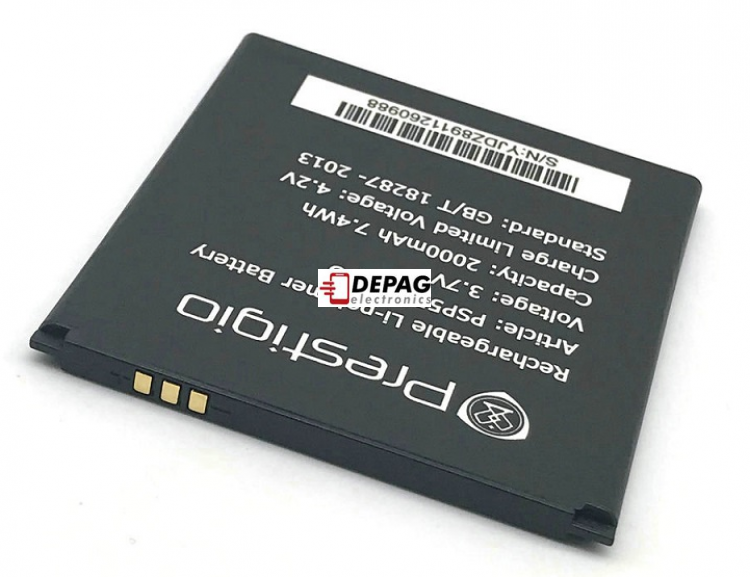 Prestigio
Rechargeable Battery
Article:
Voltage: 3.7V
Capacity: 2000mAh 7.4Wh
Charge Limited Voltage: 4.2V
Standard: GB/T 18287- 2013
S/N:YJDZ8911260988
DEPAG
electronics